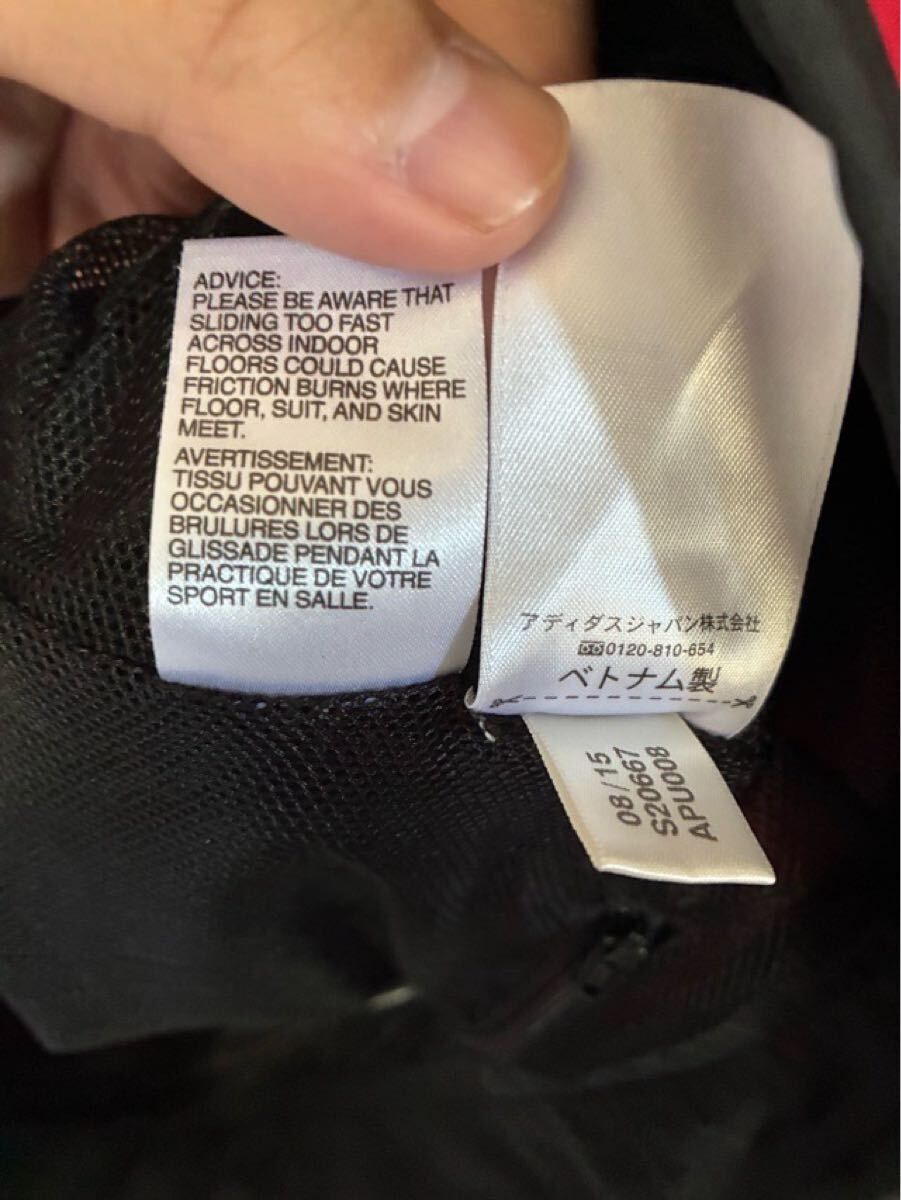 ADVICE:
PLEASE BE AWARE THAT
SLIDING TOO FAST
ACROSS INDOOR
FLOORS COULD CAUSE
FRICTION BURNS WHERE
FLOOR, SUIT, AND SKIN
MEET.
AVERTISSEMENT:
TISSU POUVANT VOUS
OCCASIONNER DES
BRULURES LORS DE
GLISSADE PENDANT LA
PRACTIQUE DE VOTRE
SPORT EN SALLE.
アディダスジャパン株式会社
0120-810-654
ベトナム製
08/15
S20667
APU008